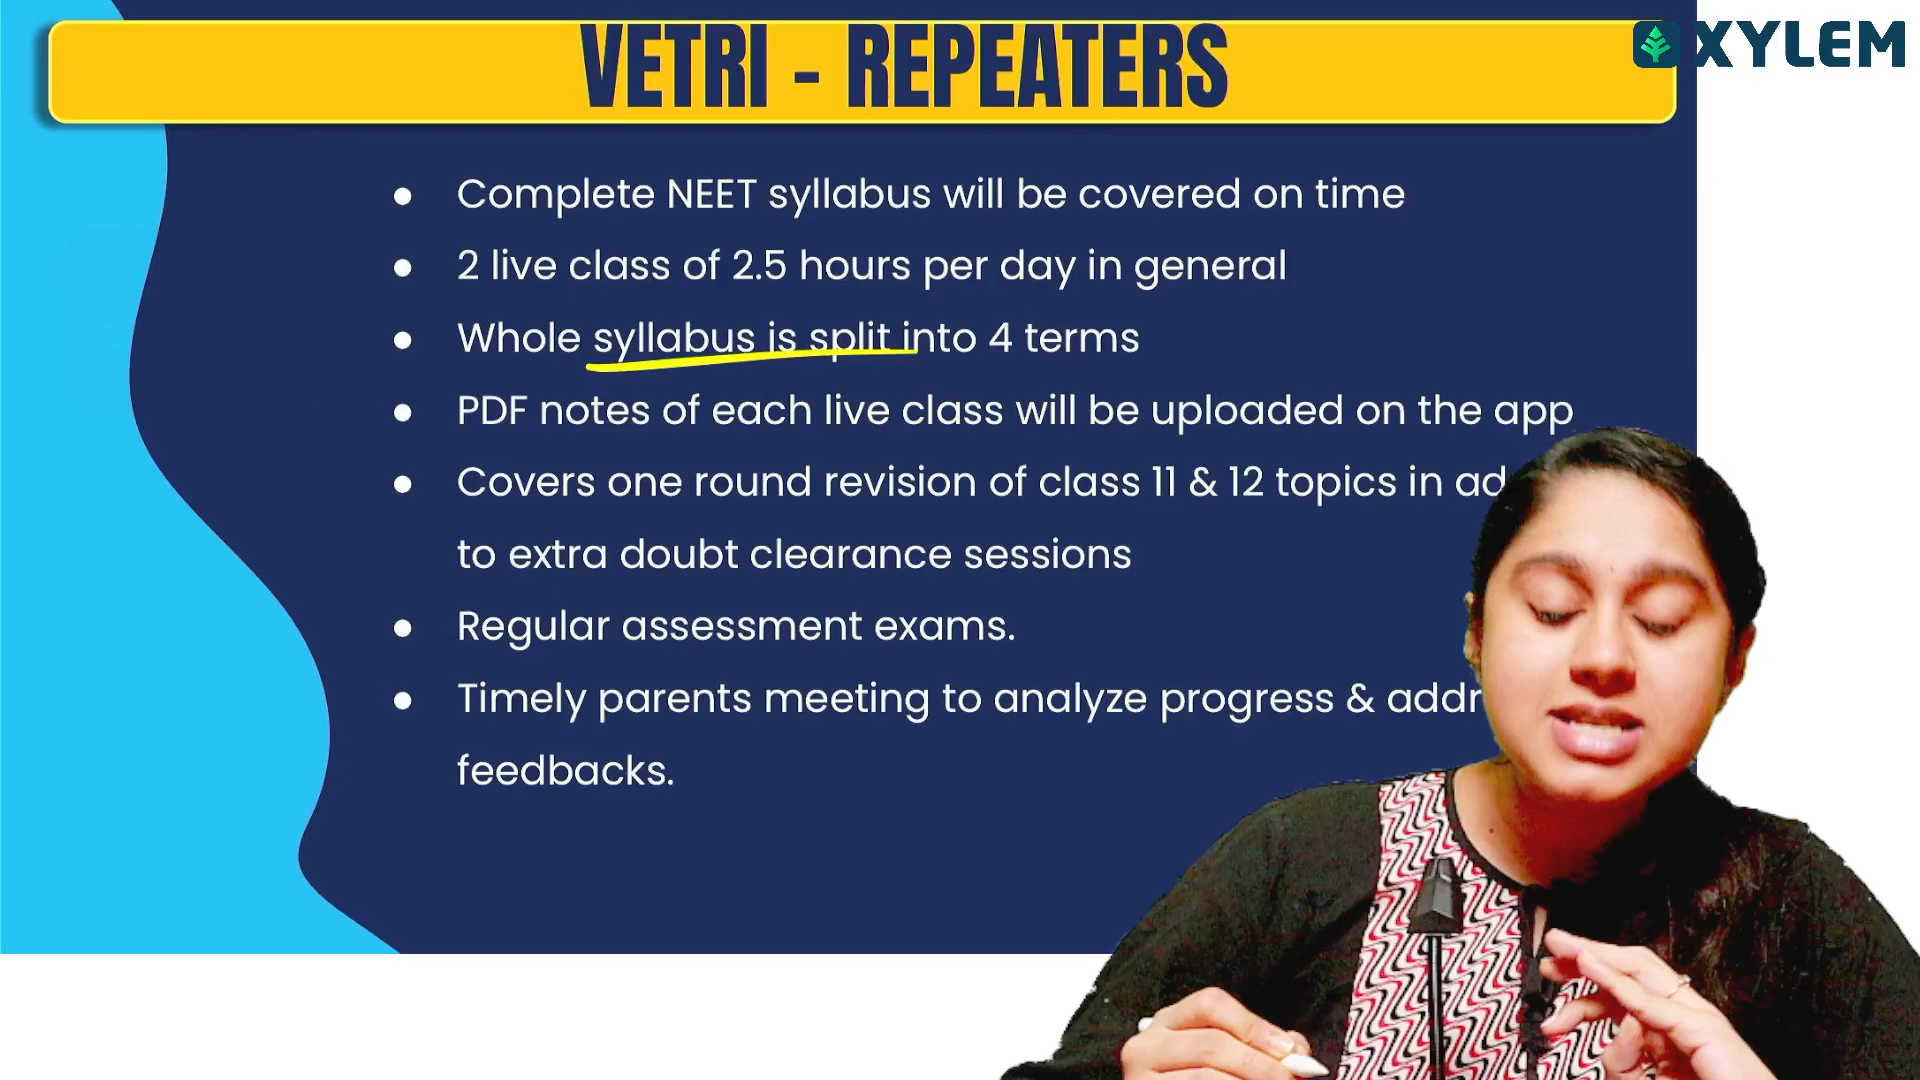 VETRI - REPEATERS
XYLEM
● Complete NEET syllabus will be covered on time
● 2 live class of 2.5 hours per day in general
● Whole syllabus is split into 4 terms
● PDF notes of each live class will be uploaded on the app
● Covers one round revision of class 11 & 12 topics in
to extra doubt clearance sessions
● Regular assessment exams.
● Timely parents meeting to analyze progress &
feedbacks.